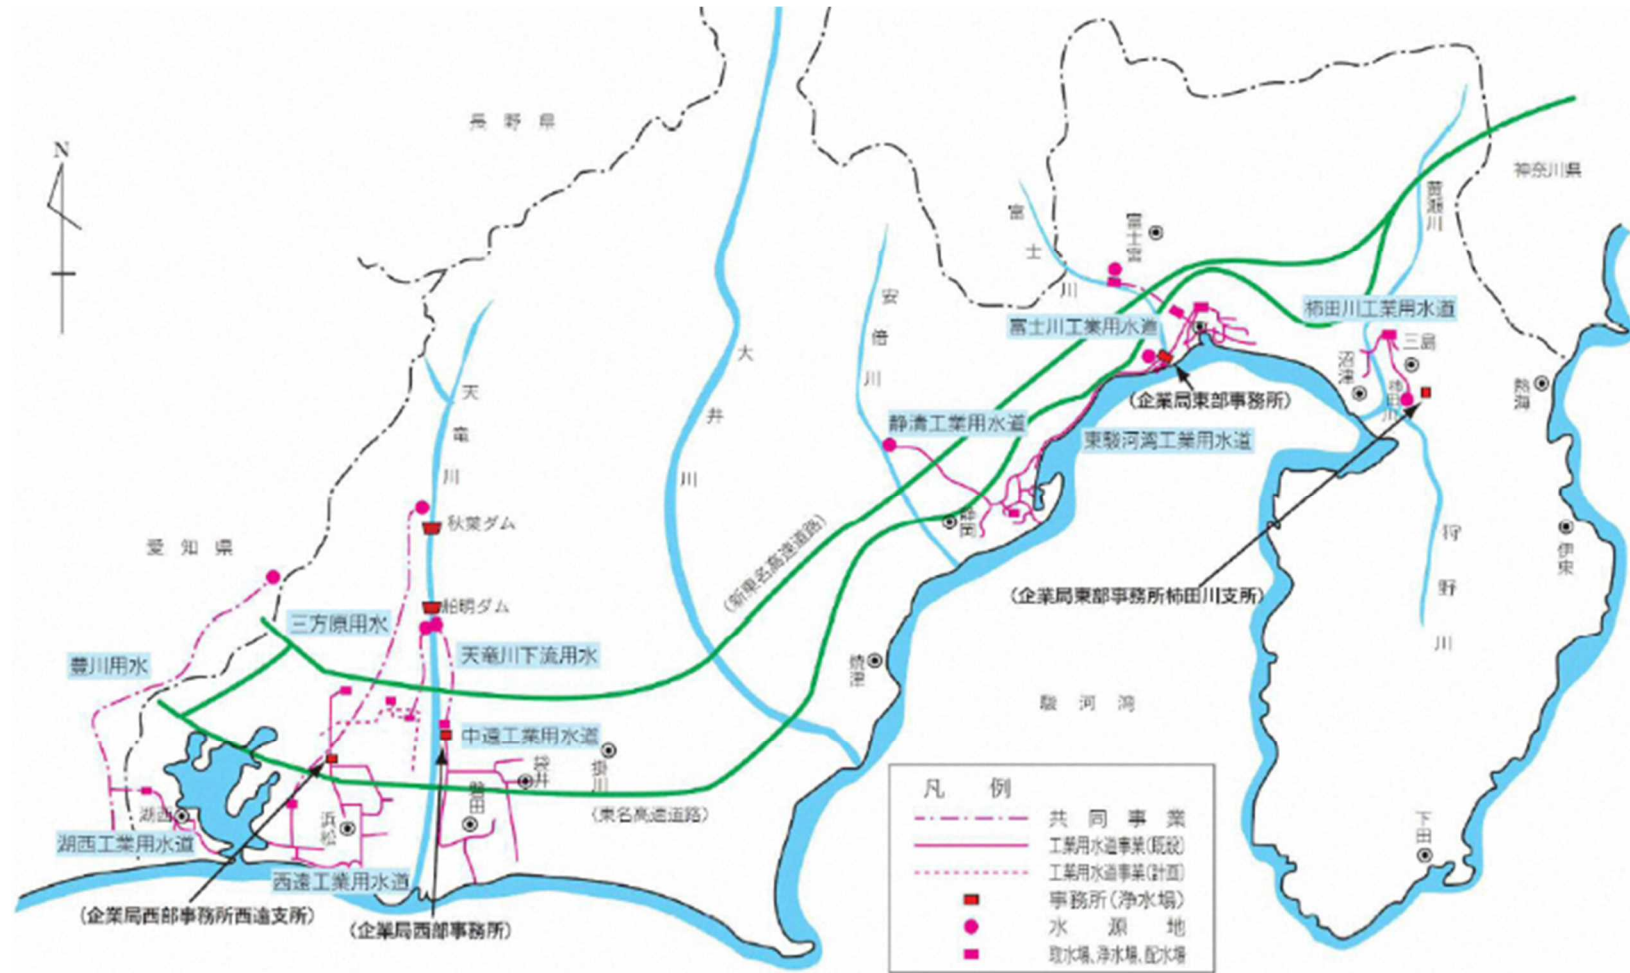 長野県
N
神奈川県
黄瀬川
富士宮
富士川
安倍川
柿田川工業用水道
富士川工業用水道
三島
沼津
熱海
柿田川
(企業局東部事務所)
大井川
天竜川
静清工業用水道
東駿河湾工業用水道
秋葉ダム
静岡
(新東名高速道路)
狩野川
伊東
愛知県
(企業局東部事務所柿田川支所)
船明ダム
三方原用水
天竜川下流用水
豊川用水
焼津
駿河湾
中遠工業用水道
袋井
掛川
磐田
(東名高速道路)
湖西
浜松
湖西工業用水道
西遠工業用水道
下田
(企業局西部事務所西遠支所)
(企業局西部事務所)
凡例
共同事業
工業用水道事業(既設)
工業用水道事業(計画)
事務所(浄水場)
水源地
取水場、浄水場、配水場